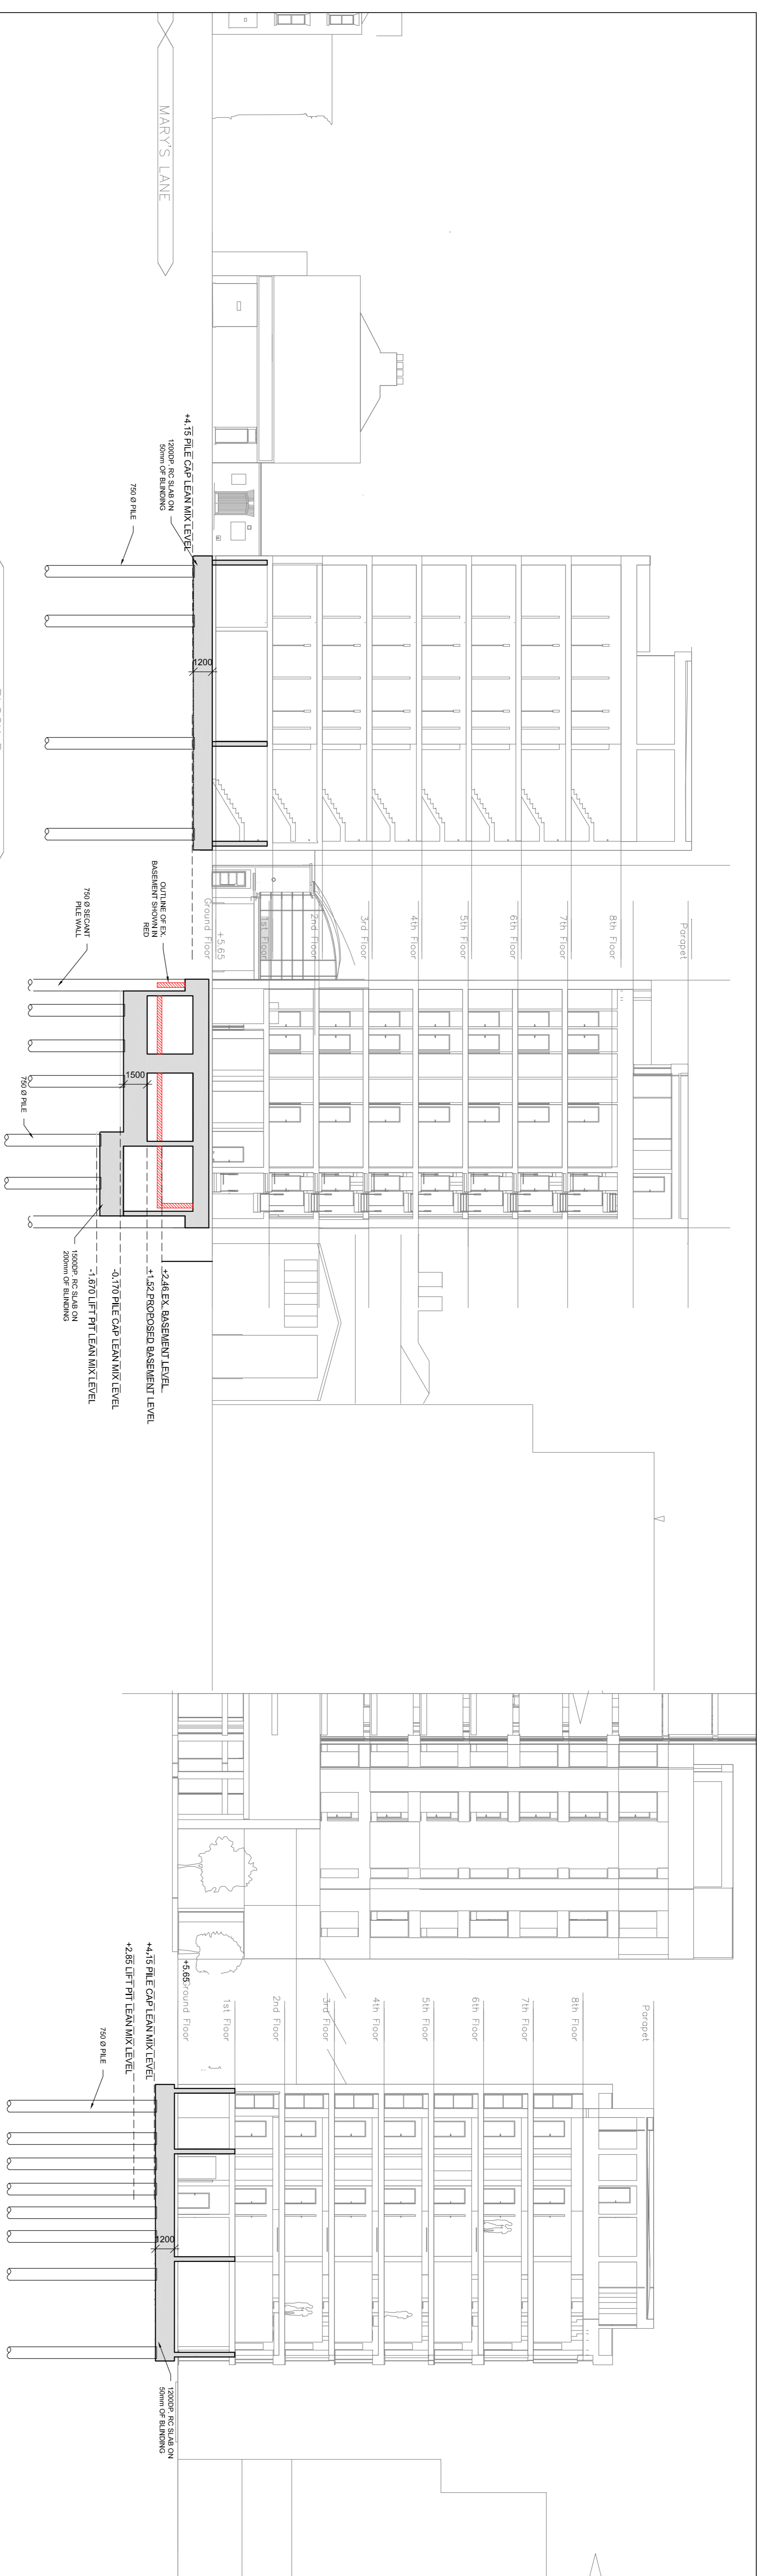 MARY'S LANE
+4.15 PILE CAP LEAN MIX LEVEL
1200DP. RC SLAB ON
50mm OF BLINDING
750 Ø PILE
1200
Parapet
8th Floor
7th Floor
6th Floor
5th Floor
4th Floor
3rd Floor
2nd Floor
1st Floor
+5.65
Ground Floor
OUTLINE OF EX.
BASEMENT SHOWN IN
RED
750 Ø SECANT
PILE WALL
1500
750 Ø PILE
+2.46 EX. BASEMENT LEVEL
+1.52 PROPOSED BASEMENT LEVEL
-0.170 PILE CAP LEAN MIX LEVEL
-1.670 LIFT PIT LEAN MIX LEVEL
1500DP. RC SLAB ON
200mm OF BLINDING
Parapet
8th Floor
7th Floor
6th Floor
5th Floor
4th Floor
3rd Floor
2nd Floor
1st Floor
+5.65
Ground Floor
+4.15 PILE CAP LEAN MIX LEVEL
+2.85 LIFT PIT LEAN MIX LEVEL
750 Ø PILE
1200
1200DP. RC SLAB ON
50mm OF BLINDING